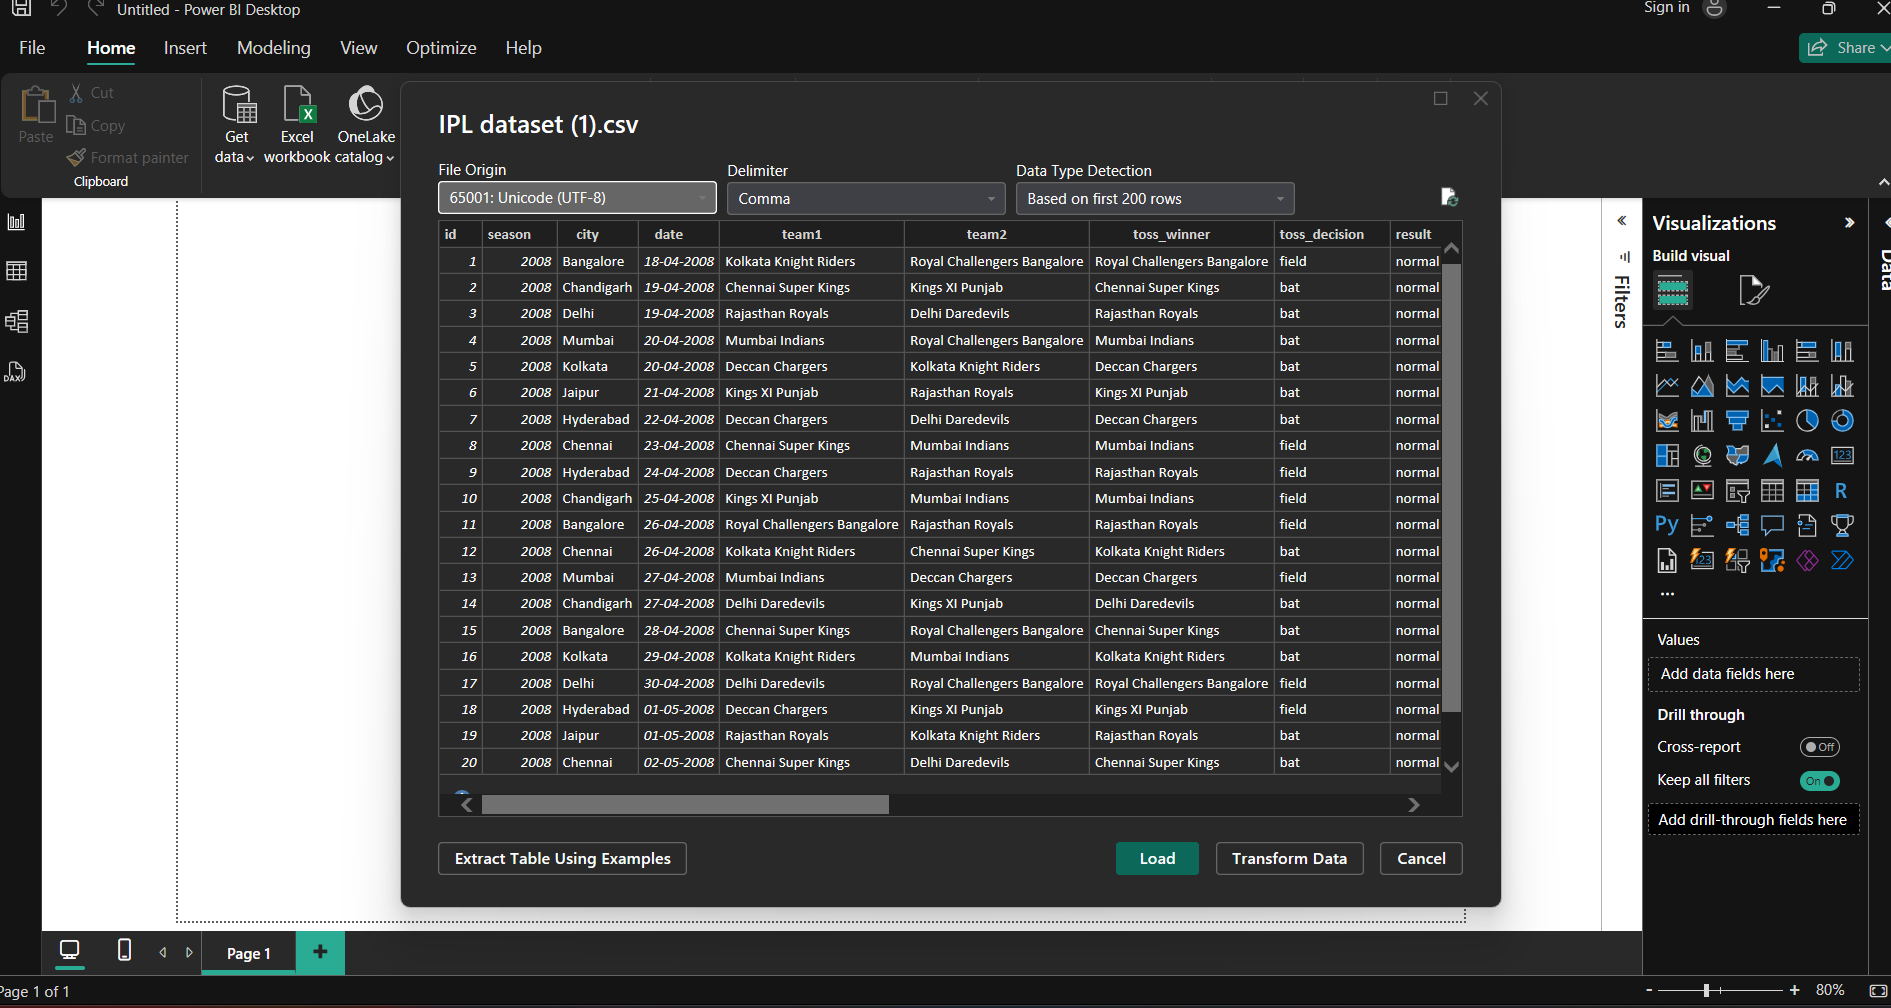 Untitled - Power BI Desktop
Sign in
File Home Insert Modeling View Optimize Help
Share
Paste
Cut
Copy
Format painter
Clipboard
Get data
Excel workbook
OneLake catalog
IPL dataset (1).csv
File Origin Delimiter Data Type Detection
65001: Unicode (UTF-8) Comma Based on first 200 rows
id season city date team1 team2 toss_winner toss_decision result
1 2008 Bangalore 18-04-2008 Kolkata Knight Riders Royal Challengers Bangalore Royal Challengers Bangalore field normal
2 2008 Chandigarh 19-04-2008 Chennai Super Kings Kings XI Punjab Chennai Super Kings bat normal
3 2008 Delhi 19-04-2008 Rajasthan Royals Delhi Daredevils Rajasthan Royals bat normal
4 2008 Mumbai 20-04-2008 Mumbai Indians Royal Challengers Bangalore Mumbai Indians bat normal
5 2008 Kolkata 20-04-2008 Deccan Chargers Kolkata Knight Riders Deccan Chargers bat normal
6 2008 Jaipur 21-04-2008 Kings XI Punjab Rajasthan Royals Kings XI Punjab bat normal
7 2008 Hyderabad 22-04-2008 Deccan Chargers Delhi Daredevils Deccan Chargers bat normal
8 2008 Chennai 23-04-2008 Chennai Super Kings Mumbai Indians Mumbai Indians field normal
9 2008 Hyderabad 24-04-2008 Deccan Chargers Rajasthan Royals Rajasthan Royals field normal
10 2008 Chandigarh 25-04-2008 Kings XI Punjab Mumbai Indians Mumbai Indians field normal
11 2008 Bangalore 26-04-2008 Royal Challengers Bangalore Rajasthan Royals Rajasthan Royals field normal
12 2008 Chennai 26-04-2008 Kolkata Knight Riders Chennai Super Kings Kolkata Knight Riders bat normal
13 2008 Mumbai 27-04-2008 Mumbai Indians Deccan Chargers Deccan Chargers field normal
14 2008 Chandigarh 27-04-2008 Delhi Daredevils Kings XI Punjab Delhi Daredevils bat normal
15 2008 Bangalore 28-04-2008 Chennai Super Kings Royal Challengers Bangalore Chennai Super Kings bat normal
16 2008 Kolkata 29-04-2008 Kolkata Knight Riders Mumbai Indians Kolkata Knight Riders bat normal
17 2008 Delhi 30-04-2008 Delhi Daredevils Royal Challengers Bangalore Royal Challengers Bangalore field normal
18 2008 Hyderabad 01-05-2008 Deccan Chargers Kings XI Punjab Kings XI Punjab field normal
19 2008 Jaipur 01-05-2008 Rajasthan Royals Kolkata Knight Riders Rajasthan Royals bat normal
20 2008 Chennai 02-05-2008 Chennai Super Kings Delhi Daredevils Chennai Super Kings bat normal
Extract Table Using Examples Load Transform Data Cancel
Filters
Visualizations
Build visual
123
R
Py
123
Values
Add data fields here
Drill through
Cross-report Off
Keep all filters On
Add drill-through fields here
Data
DAX
Page 1 +
Page 1 of 1
- + 80%